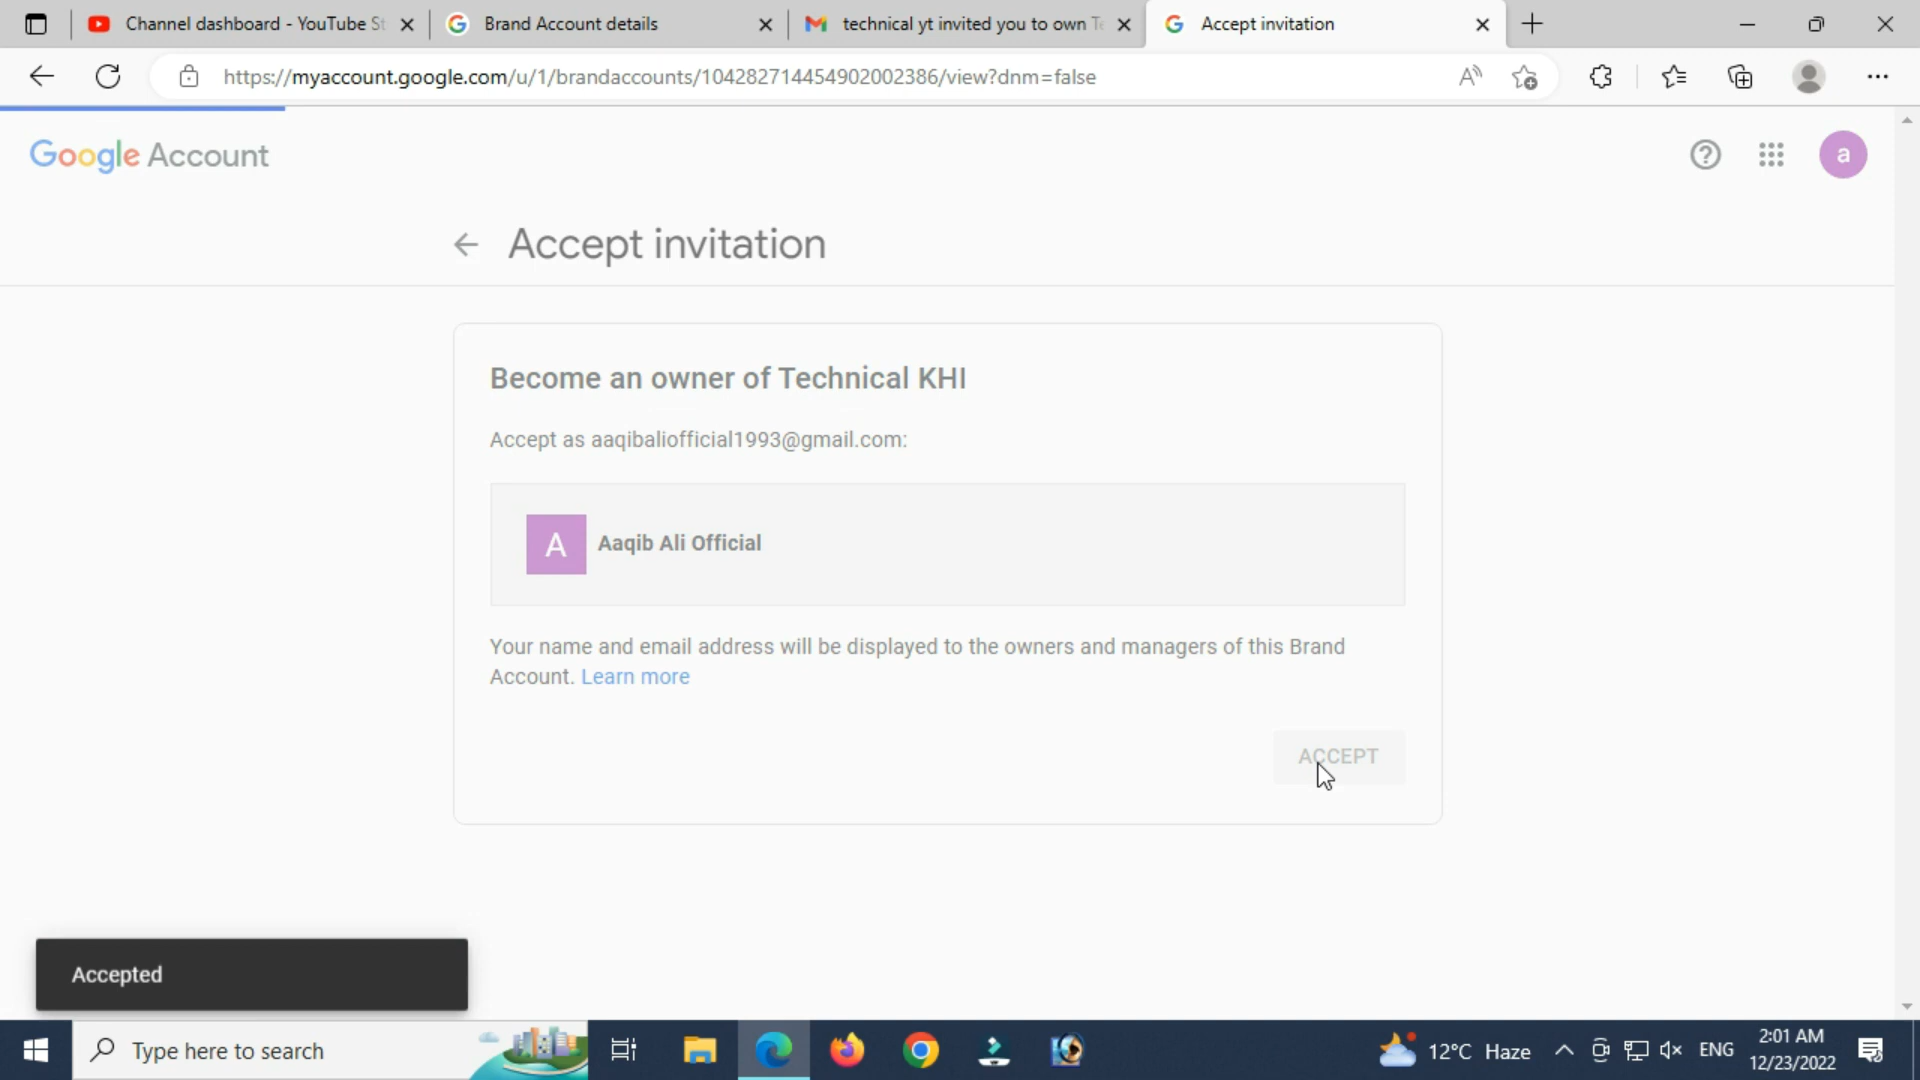 Channel dashboard - YouTube St
Brand Account details
technical yt invited you to own Te
Accept invitation
https://myaccount.google.com/u/1/brandaccounts/104282714454902002386/view?dnm=false
Google Account
a
Accept invitation
Become an owner of Technical KHI
Accept as aaqibaliofficial1993@gmail.com:
A
Aaqib Ali Official
Your name and email address will be displayed to the owners and managers of this Brand
Account. Learn more
ACCEPT
Accepted
Type here to search
12°C Haze
ENG
2:01 AM
12/23/2022